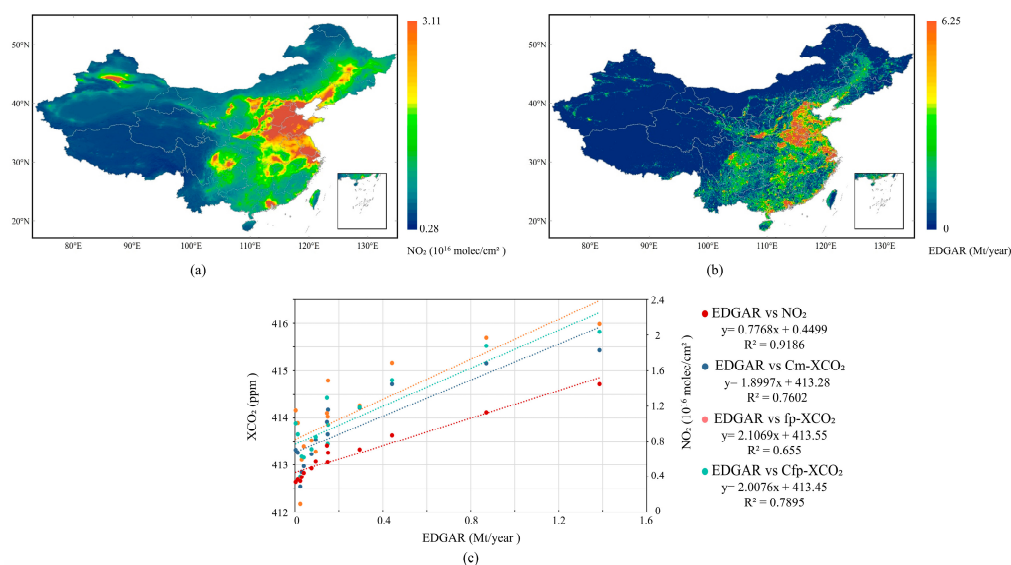 3.11
50°N
40°N
30°N
20°N
0.28
80°E
90°E
100°E
110°E
120°E
130°E
NO₂ (10¹⁶ molec/cm² )
(a)
6.25
50°N
40°N
30°N
20°N
0
80°E
90°E
100°E
110°E
120°E
130°E
EDGAR (Mt/year)
(b)
416
415
414
413
412
XCO₂ (ppm)
2.4
2
1.6
1.2
0.8
0.4
0
NO₂ (10¹⁶ molec/cm²)
0
0.4
0.8
1.2
1.6
EDGAR (Mt/year )
(c)
EDGAR vs NO₂
y= 0.7768x + 0.4499
R² = 0.9186
EDGAR vs Cm-XCO₂
y= 1.8997x + 413.28
R² = 0.7602
EDGAR vs fp-XCO₂
y= 2.1069x + 413.55
R² = 0.655
EDGAR vs Cfp-XCO₂
y= 2.0076x + 413.45
R² = 0.7895